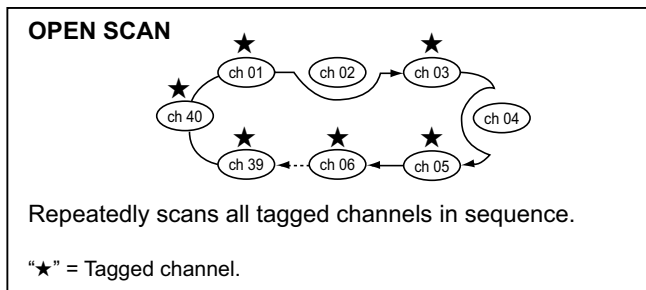 OPEN SCAN
★ ★
ch 01 ch 02 ch 03
★
ch 40 ch 04
★ ★ ★
ch 39 ch 06 ch 05
Repeatedly scans all tagged channels in sequence.
“★” = Tagged channel.